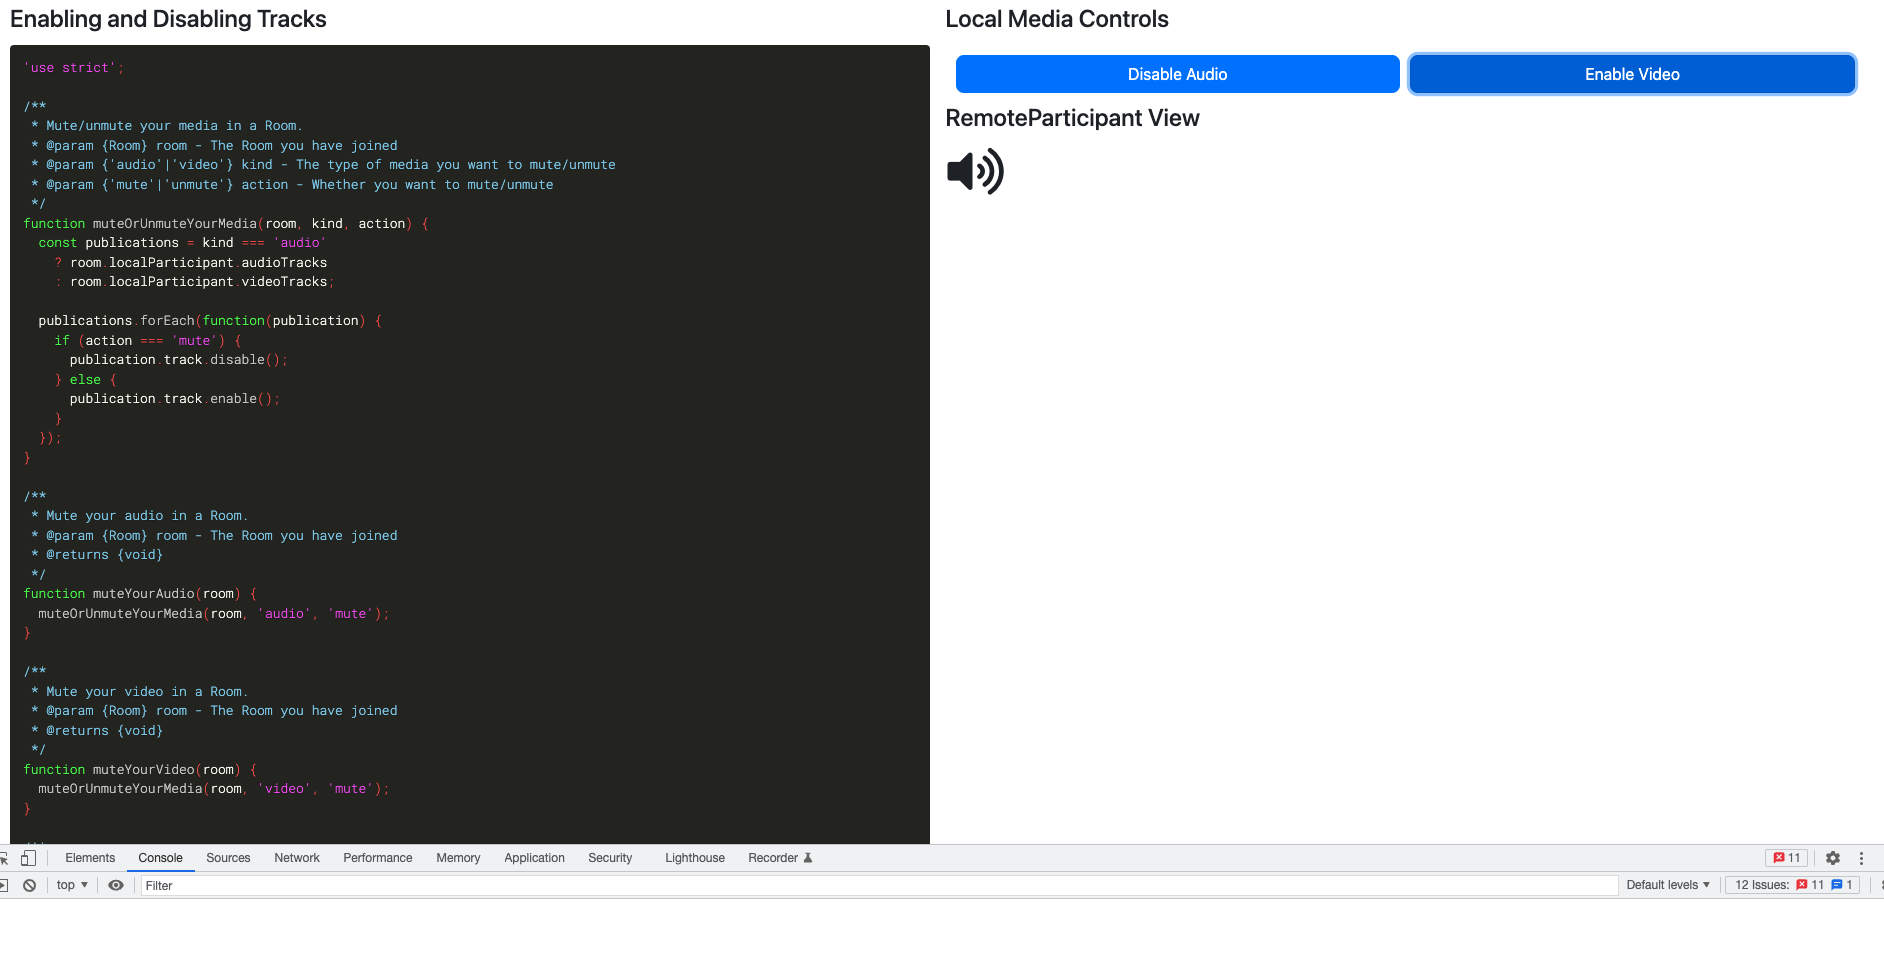 Enabling and Disabling Tracks
'use strict';
/**
 * Mute/unmute your media in a Room.
 * @param {Room} room - The Room you have joined
 * @param {'audio'|'video'} kind - The type of media you want to mute/unmute
 * @param {'mute'|'unmute'} action - Whether you want to mute/unmute
 */
function muteOrUnmuteYourMedia(room, kind, action) {
  const publications = kind === 'audio'
    ? room.localParticipant.audioTracks
    : room.localParticipant.videoTracks;
  publications.forEach(function(publication) {
    if (action === 'mute') {
      publication.track.disable();
    } else {
      publication.track.enable();
    }
  });
}
/**
 * Mute your audio in a Room.
 * @param {Room} room - The Room you have joined
 * @returns {void}
 */
function muteYourAudio(room) {
  muteOrUnmuteYourMedia(room, 'audio', 'mute');
}
/**
 * Mute your video in a Room.
 * @param {Room} room - The Room you have joined
 * @returns {void}
 */
function muteYourVideo(room) {
  muteOrUnmuteYourMedia(room, 'video', 'mute');
}
Local Media Controls
Disable Audio Enable Video
RemoteParticipant View
Elements Console Sources Network Performance Memory Application Security Lighthouse Recorder 11
top Filter Default levels 12 Issues: 11 1